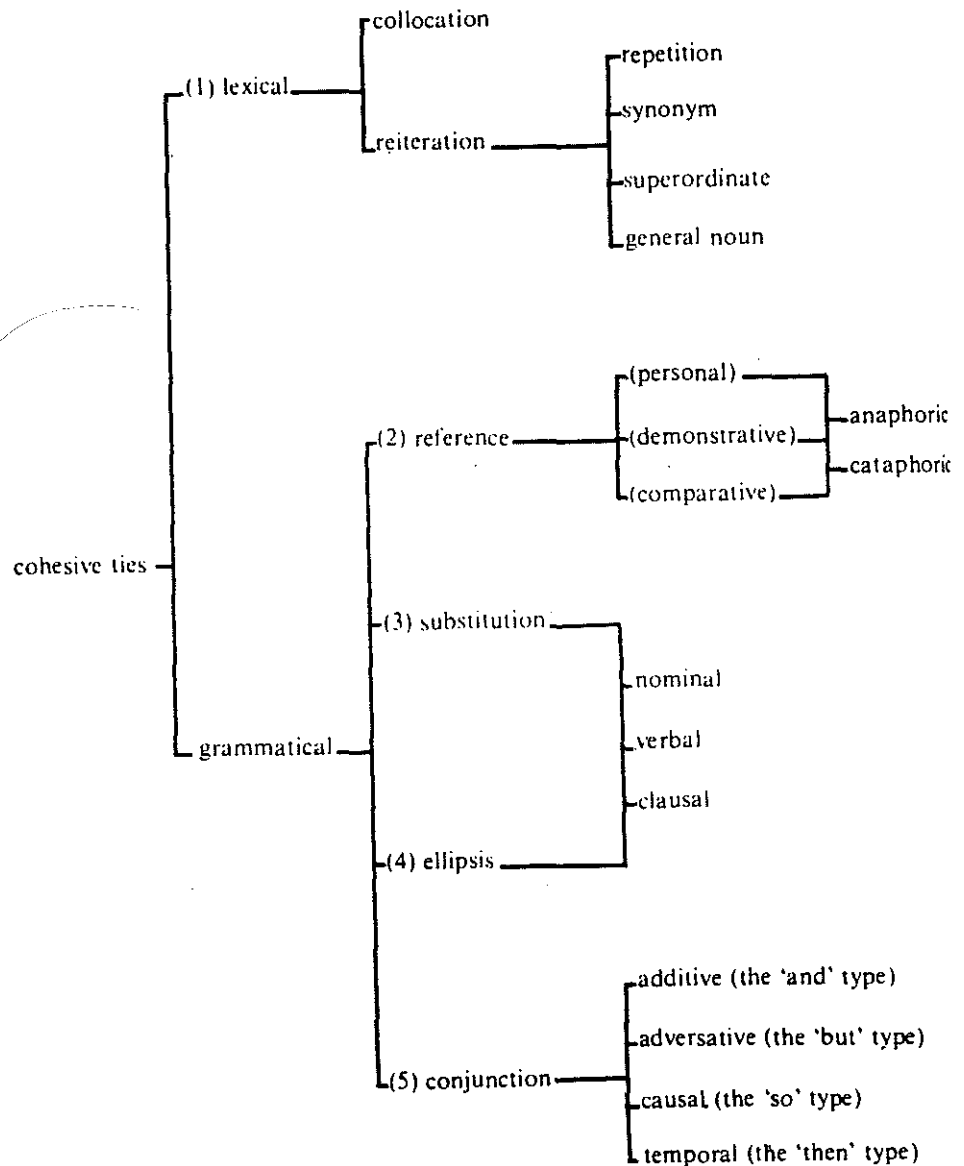 collocation
repetition
(1) lexical
synonym
reiteration
superordinate
general noun
(personal)
anaphoric
(2) reference
(demonstrative)
cataphoric
(comparative)
cohesive ties
(3) substitution
nominal
verbal
grammatical
clausal
(4) ellipsis
additive (the 'and' type)
adversative (the 'but' type)
(5) conjunction
causal (the 'so' type)
temporal (the 'then' type)